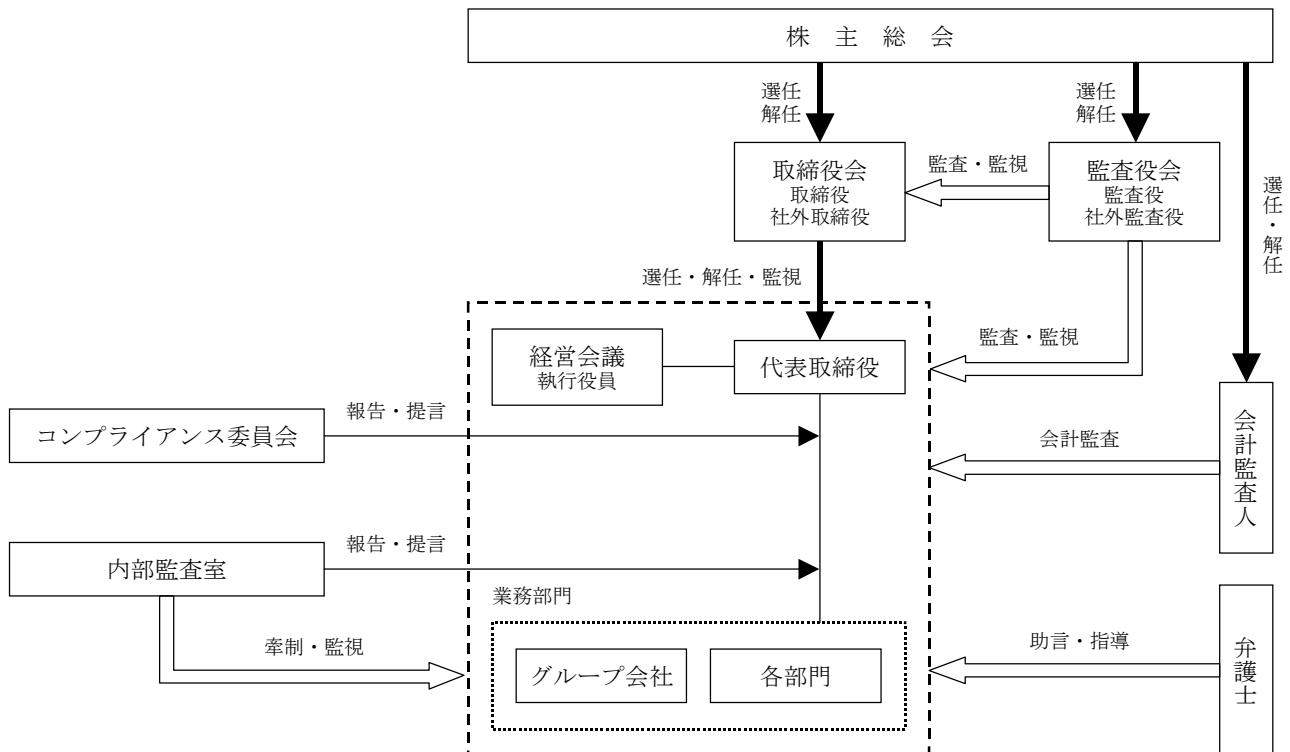 株主総会
選任
解任
選任
解任
選任・解任
取締役会
取締役
社外取締役
監査・監視
監査役会
監査役
社外監査役
選任・解任・監視
経営会議
執行役員
代表取締役
監査・監視
コンプライアンス委員会
報告・提言
会計監査
会計監査人
内部監査室
報告・提言
業務部門
牽制・監視
グループ会社
各部門
助言・指導
弁護士